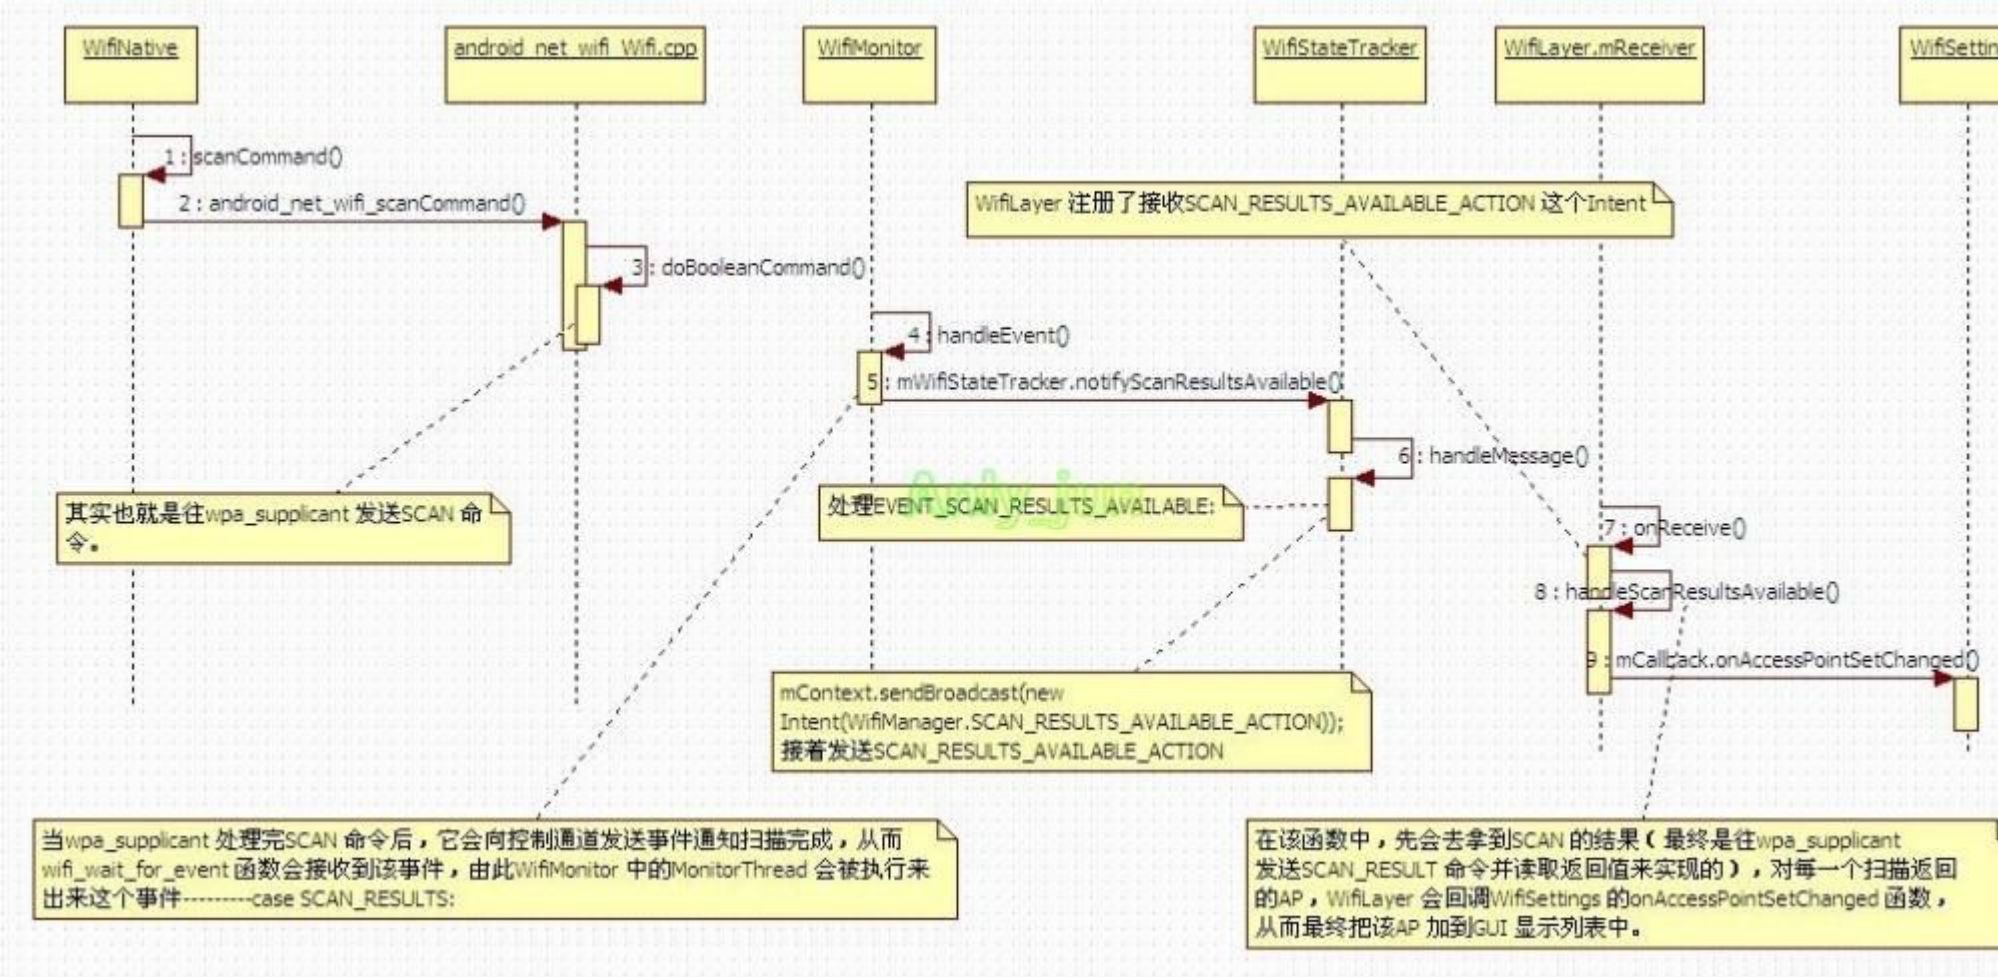 WifiNative
android_net_wifi_Wifi.cpp
WifiMonitor
WifiStateTracker
WifiLayer.mReceiver
1 : scanCommand()
2 : android_net_wifi_scanCommand()
WifiLayer 注册了接收SCAN_RESULTS_AVAILABLE_ACTION 这个Intent
3 : doBooleanCommand()
4 : handleEvent()
5 : mWifiStateTracker.notifyScanResultsAvailable()
6 : handleMessage()
其实也就是往wpa_supplicant 发送SCAN 命
令。
处理EVENT_SCAN_RESULTS_AVAILABLE:
7 : onReceive()
8 : handleScanResultsAvailable()
9 : mCallback.onAccessPointSetChanged()
mContext.sendBroadcast(new
Intent(WifiManager.SCAN_RESULTS_AVAILABLE_ACTION));
接着发送SCAN_RESULTS_AVAILABLE_ACTION
当wpa_supplicant 处理完SCAN 命令后，它会向控制通道发送事件通知扫描完成，从而
wifi_wait_for_event 函数会接收到该事件，由此WifiMonitor 中的MonitorThread 会被执行来
出来这个事件---------case SCAN_RESULTS:
在该函数中，先会去拿到SCAN 的结果（最终是往wpa_supplicant
发送SCAN_RESULT 命令并读取返回值来实现的），对每一个扫描返回
的AP，WifiLayer 会回调WifiSettings 的onAccessPointSetChanged 函数，
从而最终把该AP 加到GUI 显示列表中。